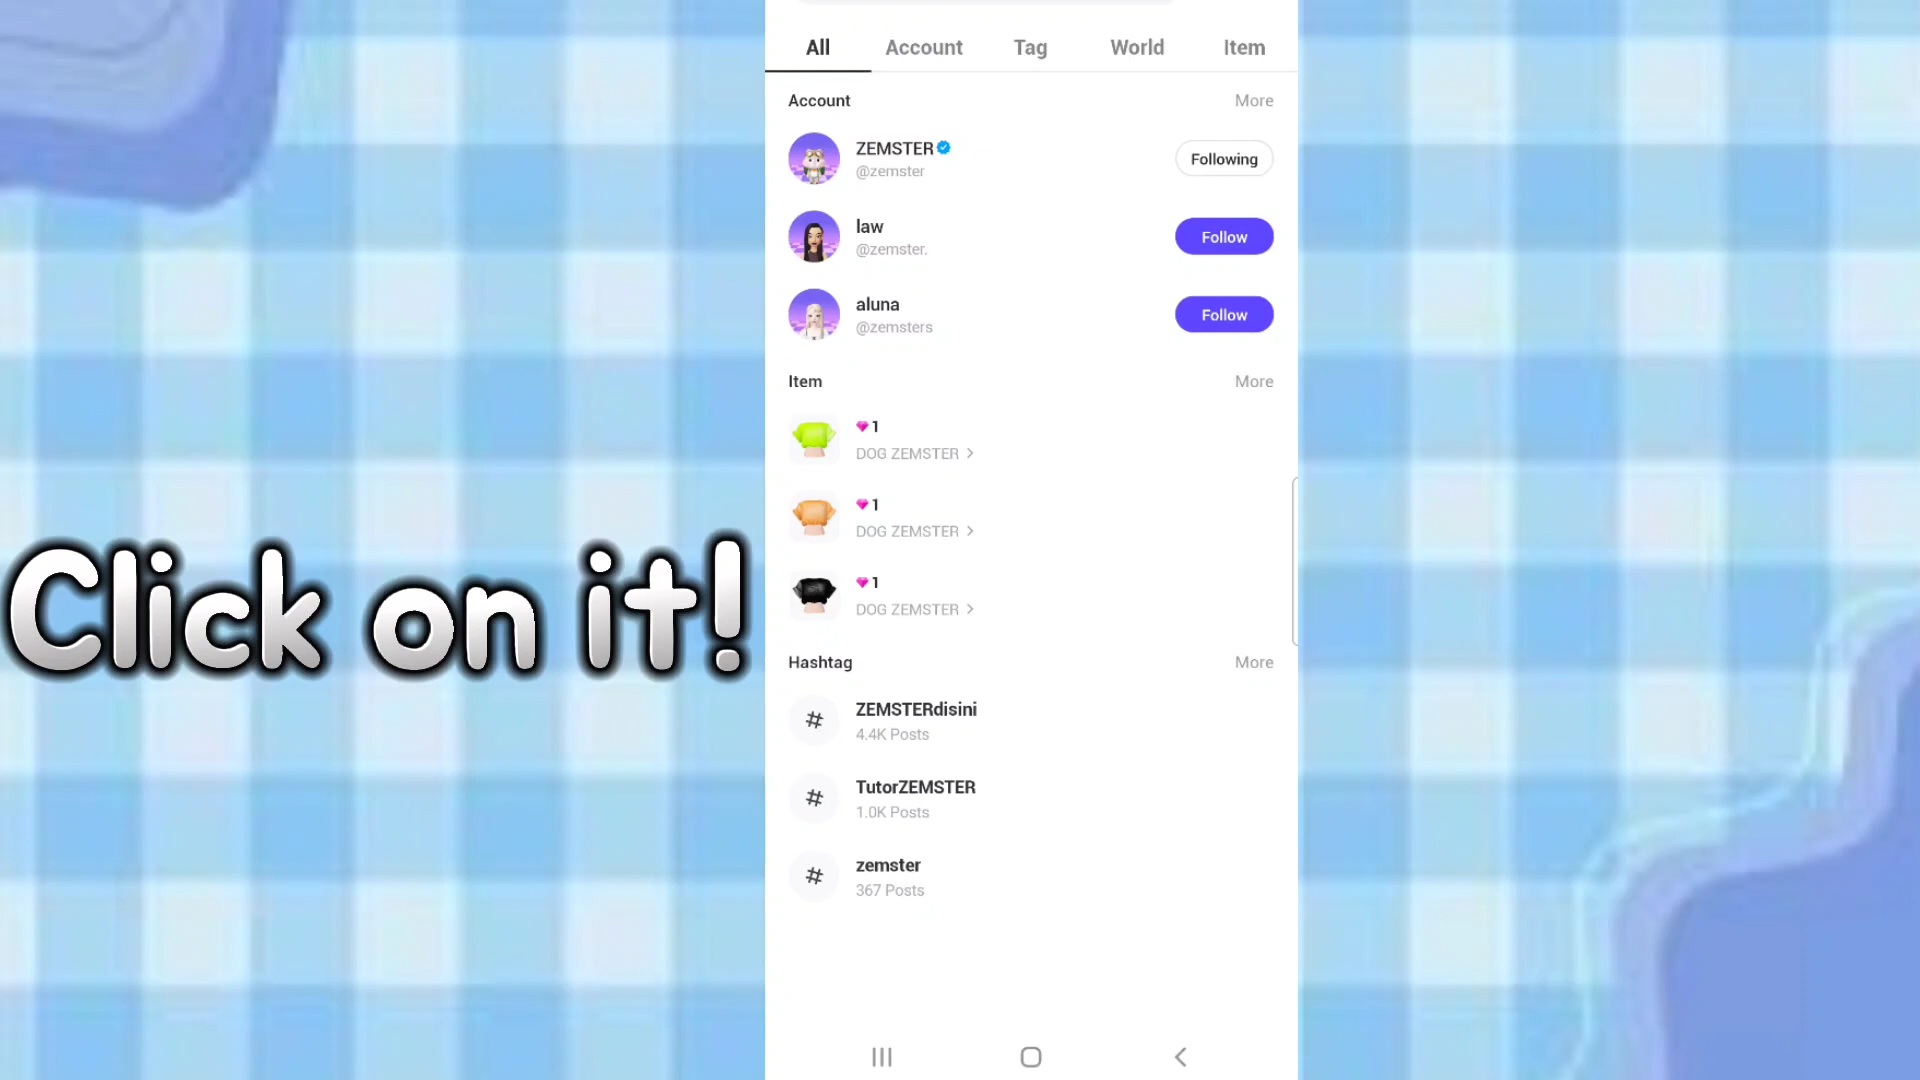 All Account Tag World Item
Account More
ZEMSTER
@zemster
Following
law
@zemster.
Follow
aluna
@zemsters
Follow
Item More
1
DOG ZEMSTER >
1
DOG ZEMSTER >
1
DOG ZEMSTER >
Click on it!
Hashtag More
# ZEMSTERdisini
4.4K Posts
# TutorZEMSTER
1.0K Posts
# zemster
367 Posts